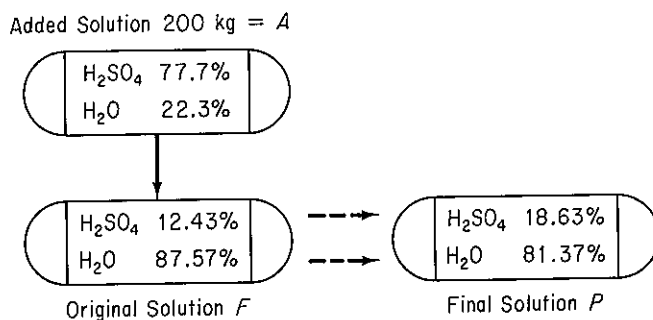 Added Solution 200 kg = A
H₂SO₄ 77.7%
H₂O 22.3%
H₂SO₄ 12.43%
H₂O 87.57%
Original Solution F
H₂SO₄ 18.63%
H₂O 81.37%
Final Solution P